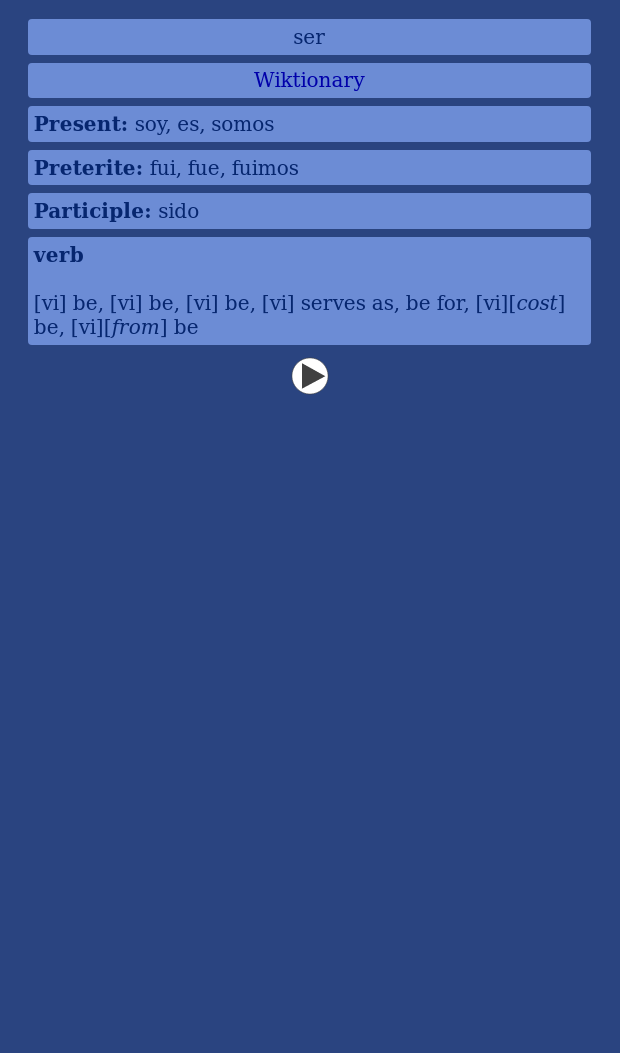 ser
Wiktionary
Present: soy, es, somos
Preterite: fui, fue, fuimos
Participle: sido
verb
[vi] be, [vi] be, [vi] be, [vi] serves as, be for, [vi][cost]
be, [vi][from] be